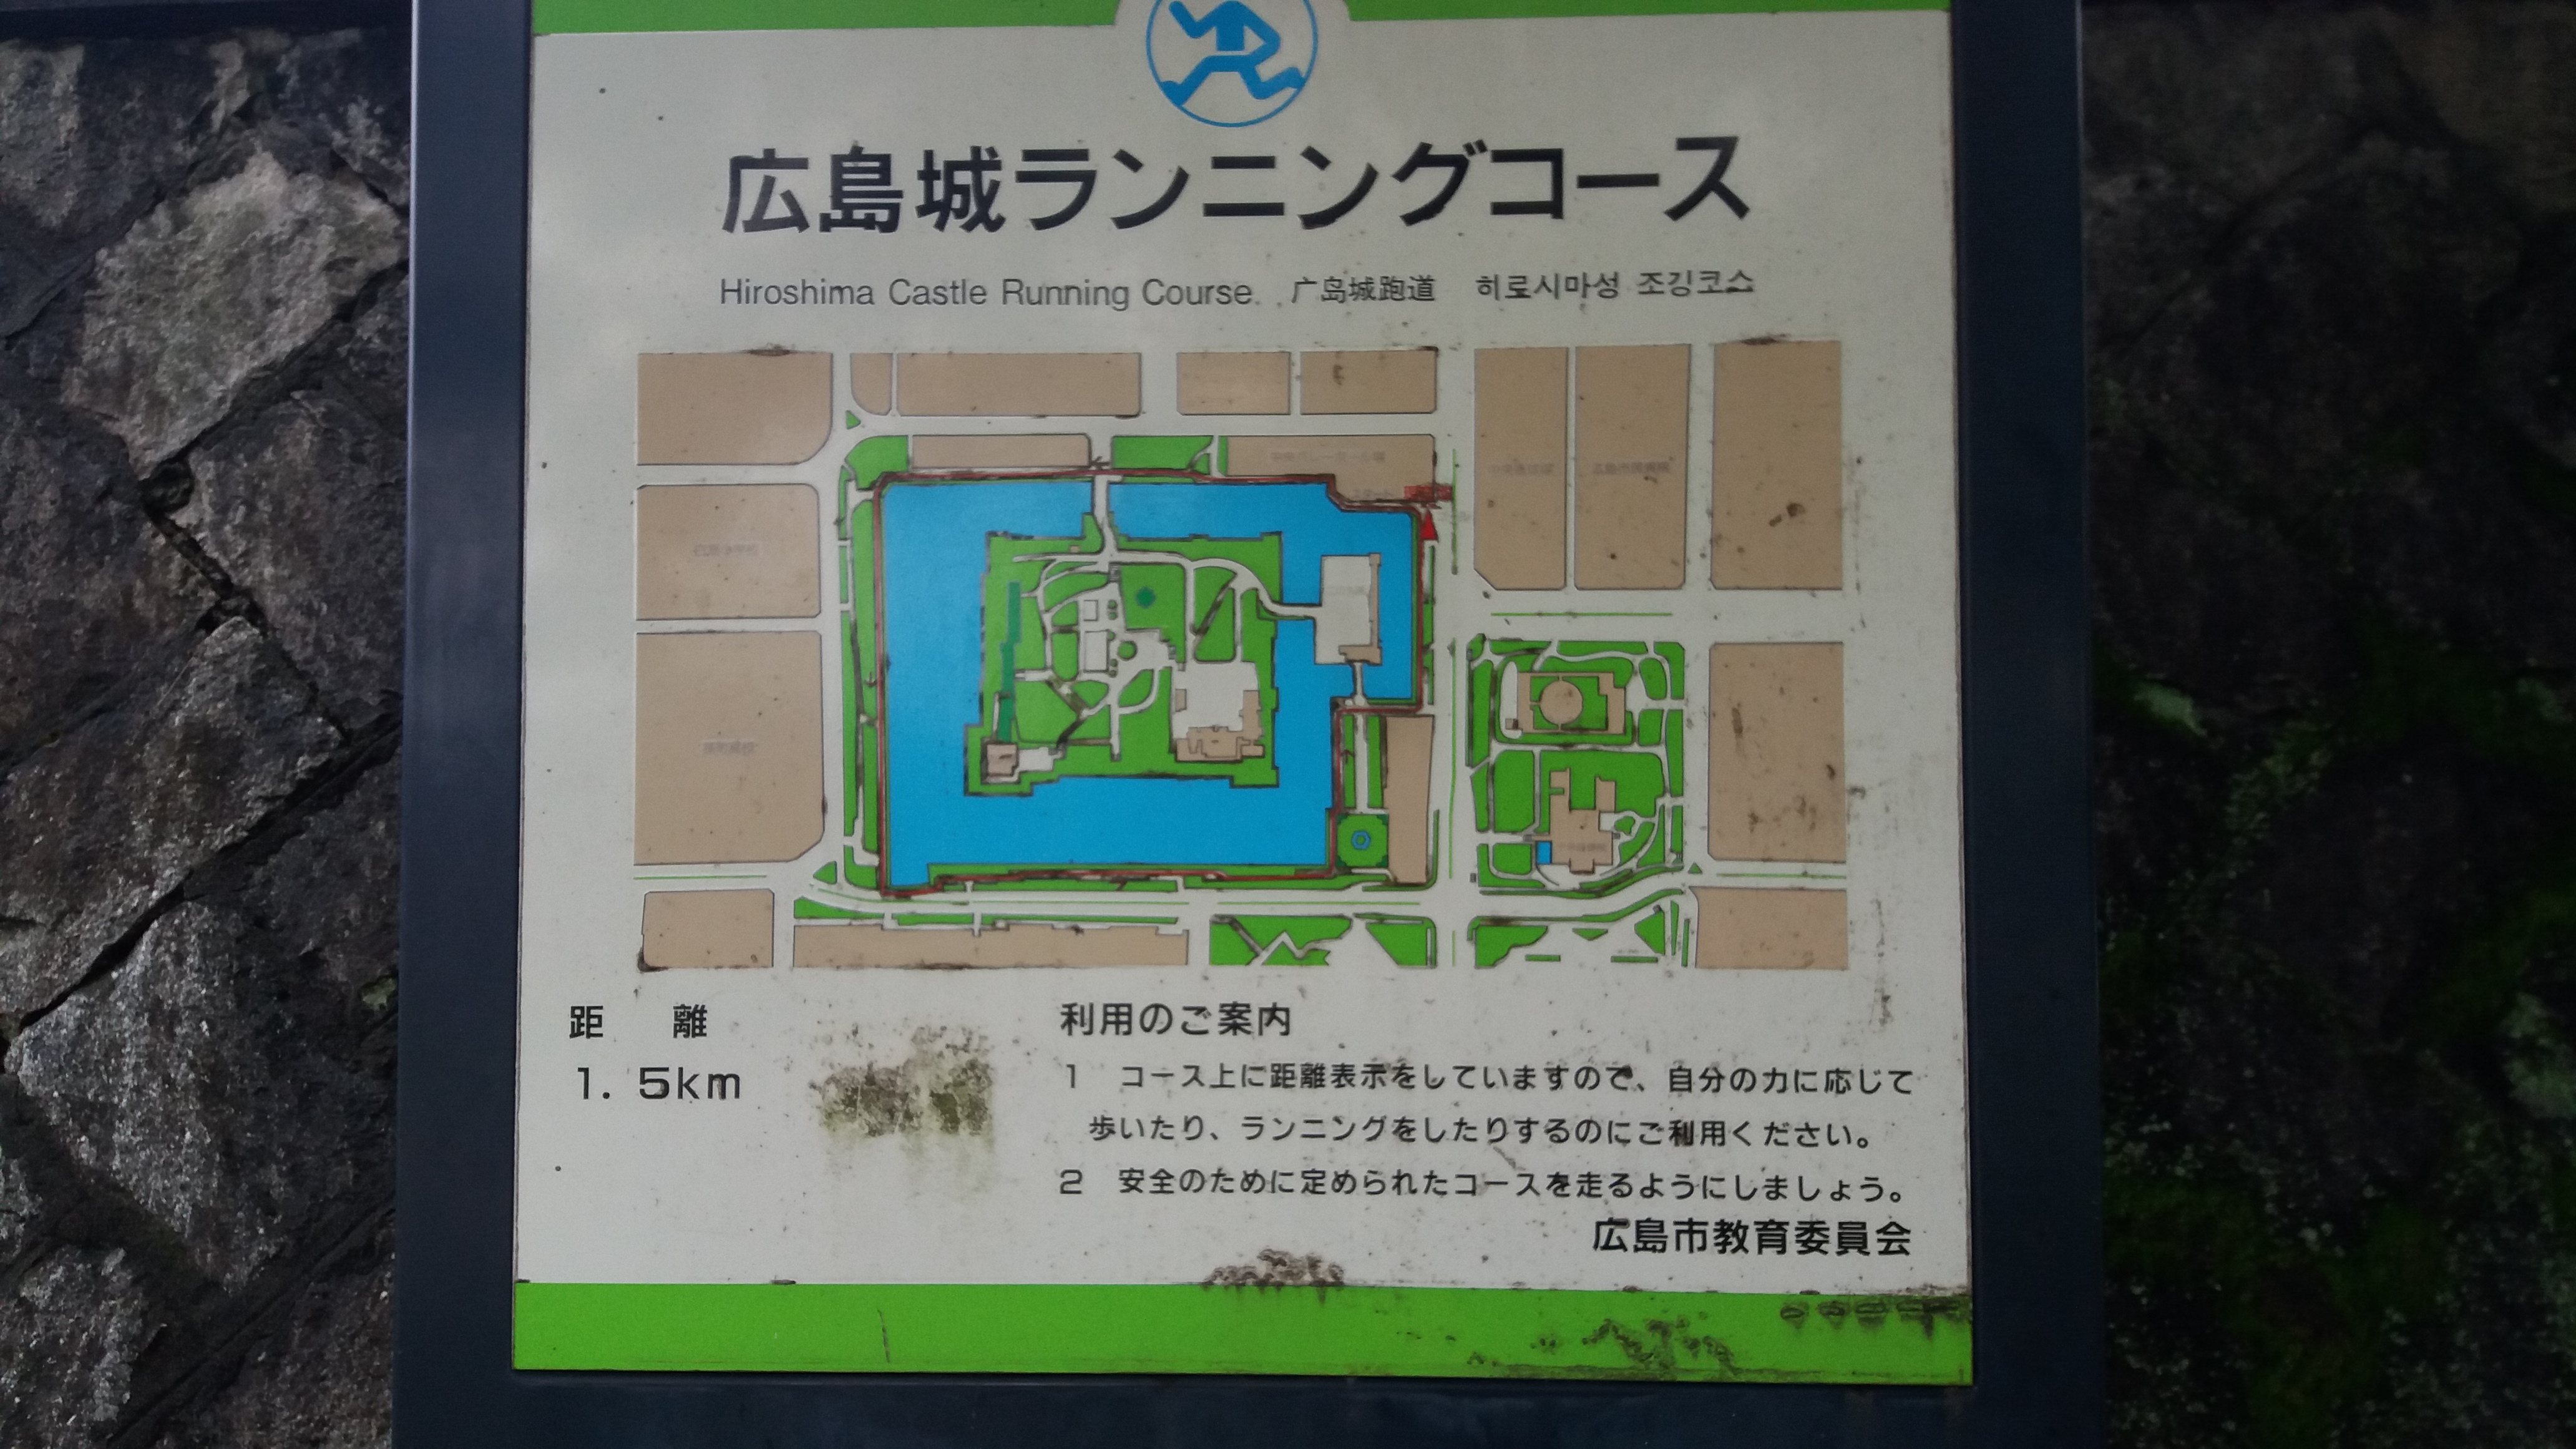 広島城ランニングコース
Hiroshima Castle Running Course. 广岛城跑道 히로시마성 조깅코스
距 離
1. 5km
利用のご案内
1 コース上に距離表示をしていますので、自分の力に応じて
歩いたり、ランニングをしたりするのにご利用ください。
2 安全のために定められたコースを走るようにしましょう。
広島市教育委員会